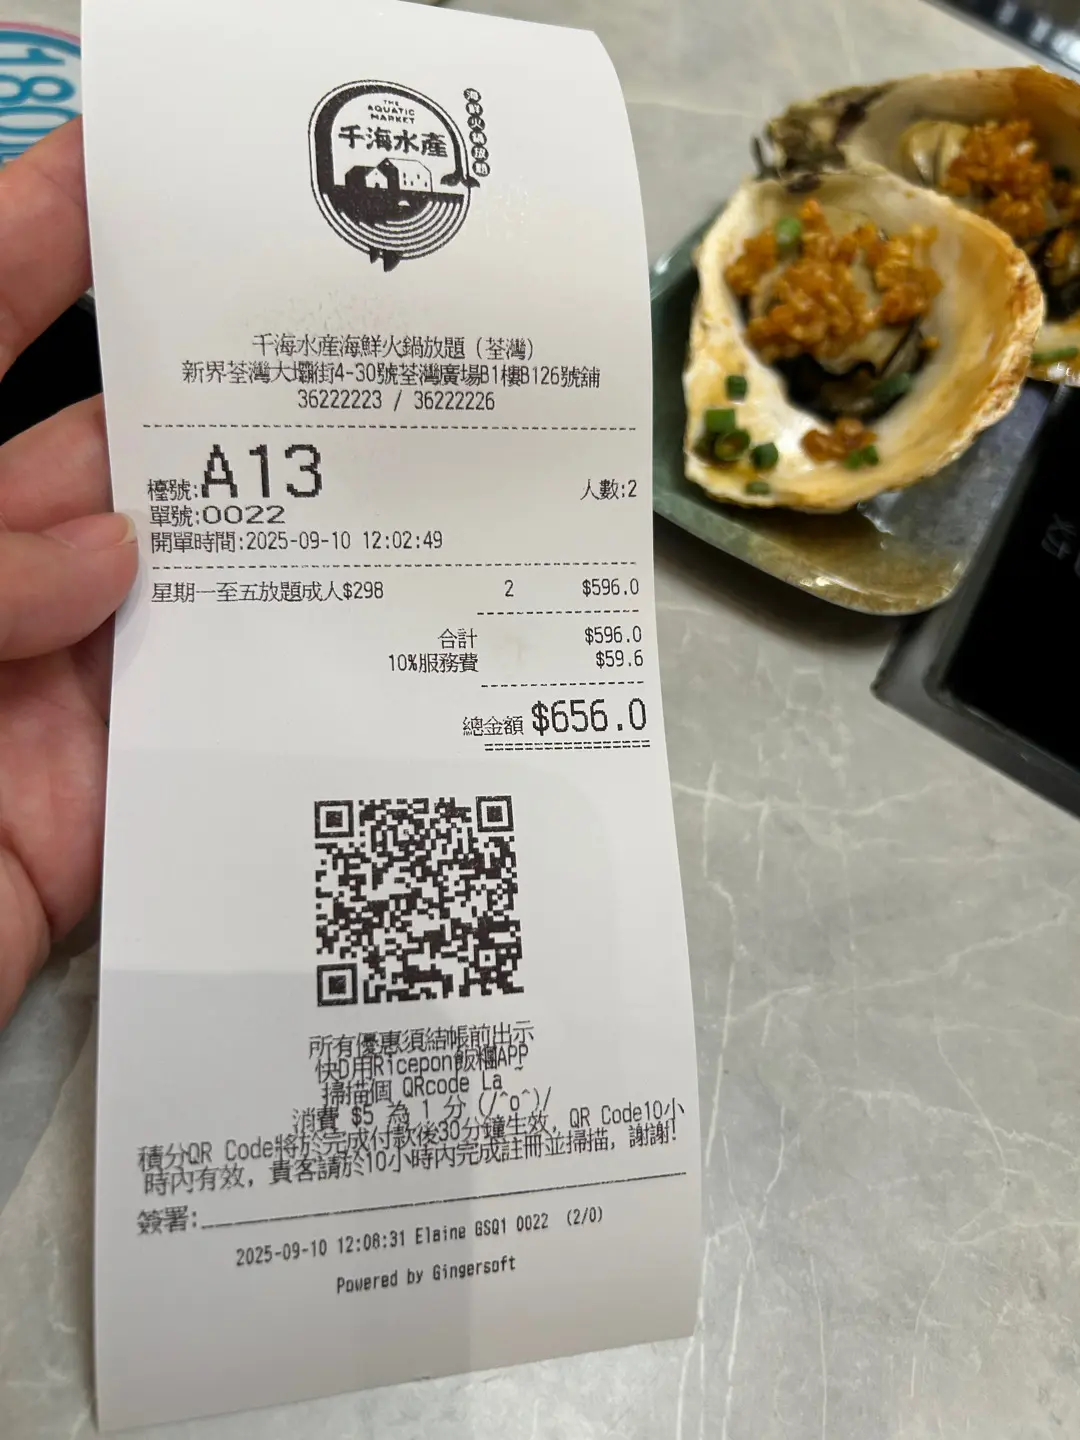 180
THE
AQUATIC
MARKET
千海水產
海鮮火鍋放題
千海水產海鮮火鍋放題 (荃灣)
新界荃灣大壩街4-30號荃灣廣場B1樓B126號舖
36222223 / 36222226
檯號:A13 人數:2
單號:0022
開單時間:2025-09-10 12:02:49
星期一至五放題成人$298 2 $596.0
合計 $596.0
10%服務費 $59.6
總金額 $656.0
所有優惠須結帳前出示
快D用Ricepon飯糰APP
掃描個 QRcode La ~
消費 $5 為 1 分 (/^o^)/
積分QR Code將於完成付款後30分鐘生效, QR Code10小
時內有效, 貴客請於10小時內完成註冊並掃描, 謝謝!
簽署:
2025-09-10 12:08:31 Elaine GSQ1 0022 (2/0)
Powered by Gingersoft